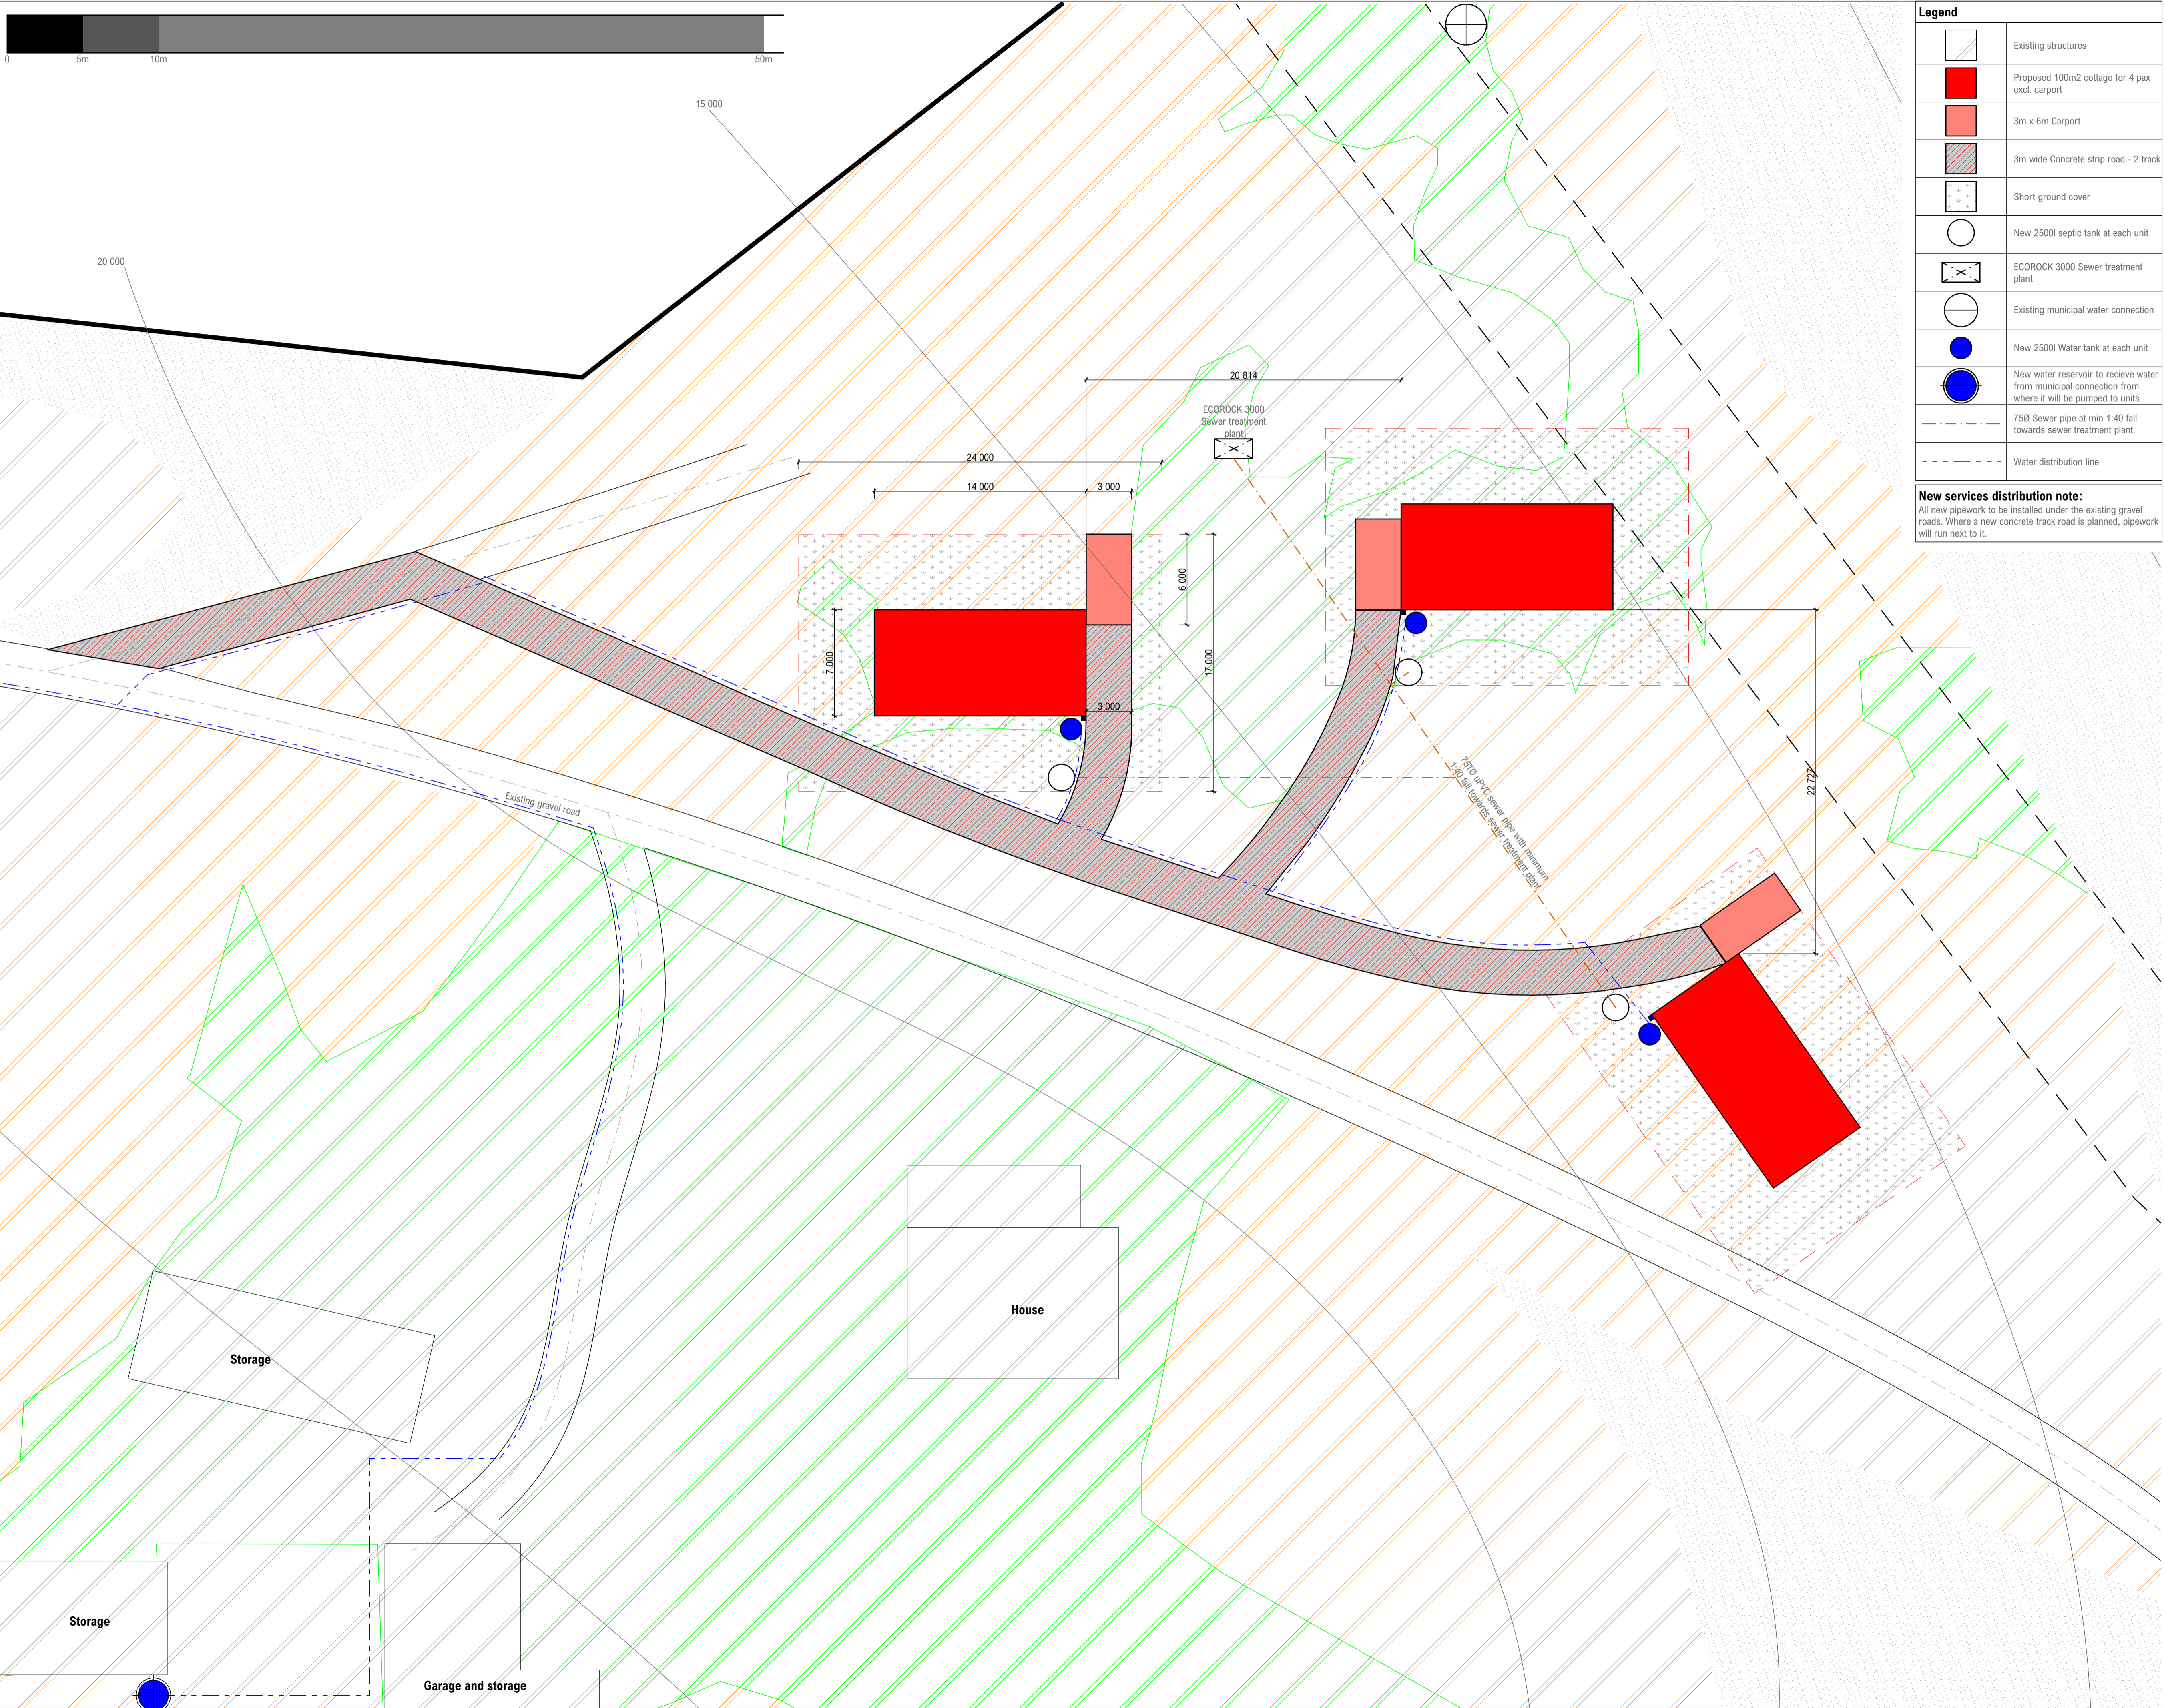 0
5m
10m
50m
15 000
20 000
20 814
ECOROCK 3000
Sewer treatment
plant
24 000
14 000
3 000
6 000
17 000
7 000
3 000
22 727
Existing gravel road
75TØ uPVC sewer pipe with minimum
1:40 fall towards sewer treatment plant
House
Storage
Storage
Garage and storage
Legend
Existing structures
Proposed 100m2 cottage for 4 pax
excl. carport
3m x 6m Carport
3m wide Concrete strip road - 2 track
Short ground cover
New 2500l septic tank at each unit
ECOROCK 3000 Sewer treatment
plant
Existing municipal water connection
New 2500l Water tank at each unit
New water reservoir to recieve water
from municipal connection from
where it will be pumped to units
75Ø Sewer pipe at min 1:40 fall
towards sewer treatment plant
Water distribution line
New services distribution note:
All new pipework to be installed under the existing gravel
roads. Where a new concrete track road is planned, pipework
will run next to it.